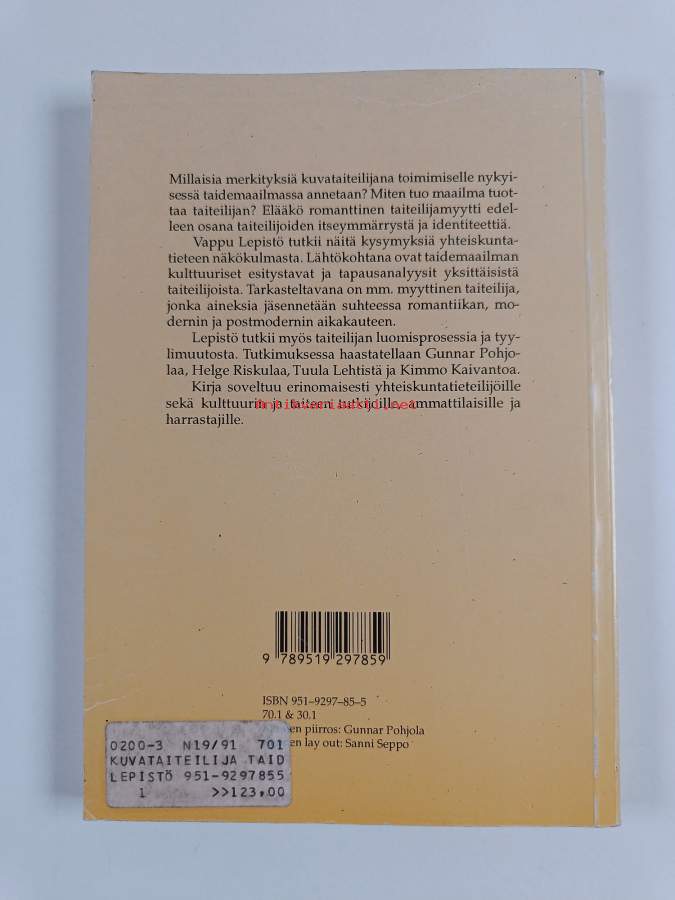 Millaisia merkityksiä kuvataiteilijana toimimiselle nykyi-
sessä taidemaailmassa annetaan? Miten tuo maailma tuot-
taa taiteilijan? Elääkö romanttinen taiteilijamyytti edel-
leen osana taiteilijoiden itseymmärrystä ja identiteettiä.
Vappu Lepistö tutkii näitä kysymyksiä yhteiskunta-
tieteen näkökulmasta. Lähtökohtana ovat taidemaailman
kulttuuriset esitystavat ja tapausanalyysit yksittäisistä
taiteilijoista. Tarkasteltavana on mm. myyttinen taiteilija,
jonka aineksia jäsennetään suhteessa romantiikan, mo-
dernin ja postmodernin aikakauteen.
Lepistö tutkii myös taiteilijan luomisprosessia ja tyy-
limuutosta. Tutkimuksessa haastatellaan Gunnar Pohjo-
laa, Helge Riskulaa, Tuula Lehtistä ja Kimmo Kaivantoa.
Kirja soveltuu erinomaisesti yhteiskuntatieteilijöille
sekä kulttuurin ja taiteen tutkijoille, ammattilaisille ja
Antikvariaatti.net
harrastajille.
9 789519 297859
ISBN 951–9297–85–5
70.1 & 30.1
en piirros: Gunnar Pohjola
en lay out: Sanni Seppo
0200-3 N19/91 701
KUVATAITEILIJA TAID
LEPISTÖ 951-9297855
1 >>123,00